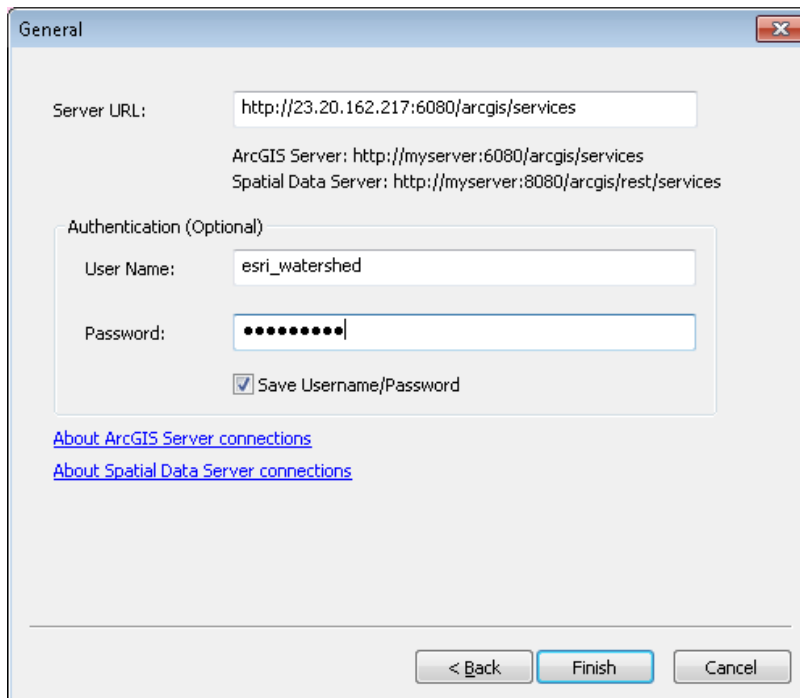 General
Server URL: http://23.20.162.217:6080/arcgis/services
ArcGIS Server: http://myserver:6080/arcgis/services
Spatial Data Server: http://myserver:8080/arcgis/rest/services
Authentication (Optional)
User Name: esri_watershed
Password: ●●●●●●●●●
Save Username/Password
About ArcGIS Server connections
About Spatial Data Server connections
< Back Finish Cancel